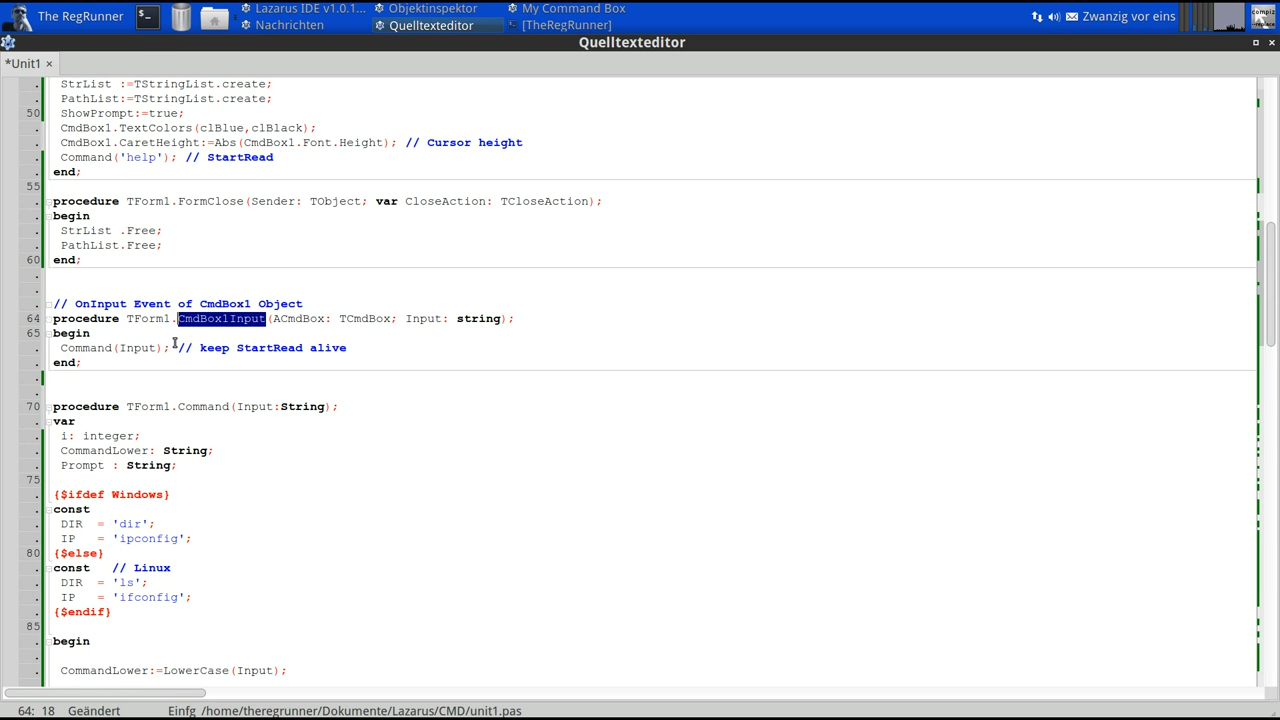 The RegRunner
$_
Lazarus IDE v1.0.1...
Objektinspektor
My Command Box
Nachrichten
Quelltexteditor
[TheRegRunner]
Zwanzig vor eins
compiz
--replace
Quelltexteditor
*Unit1 ×
StrList :=TStringList.create;
PathList:=TStringList.create;
50 ShowPrompt:=true;
. CmdBox1.TextColors(clBlue,clBlack);
. CmdBox1.CaretHeight:=Abs(CmdBox1.Font.Height); // Cursor height
. Command('help'); // StartRead
. end;
55
. procedure TForm1.FormClose(Sender: TObject; var CloseAction: TCloseAction);
. begin
. StrList .Free;
. PathList.Free;
60 end;
.
.
. // OnInput Event of CmdBox1 Object
64 procedure TForm1.CmdBox1Input(ACmdBox: TCmdBox; Input: string);
65 begin
. Command(Input); // keep StartRead alive
. end;
.
.
70 procedure TForm1.Command(Input:String);
. var
. i: integer;
. CommandLower: String;
. Prompt : String;
75
. {$ifdef Windows}
. const
. DIR = 'dir';
. IP = 'ipconfig';
80 {$else}
. const // Linux
. DIR = 'ls';
. IP = 'ifconfig';
. {$endif}
85
. begin
.
. CommandLower:=LowerCase(Input);
64: 18 Geändert Einfg /home/theregrunner/Dokumente/Lazarus/CMD/unit1.pas